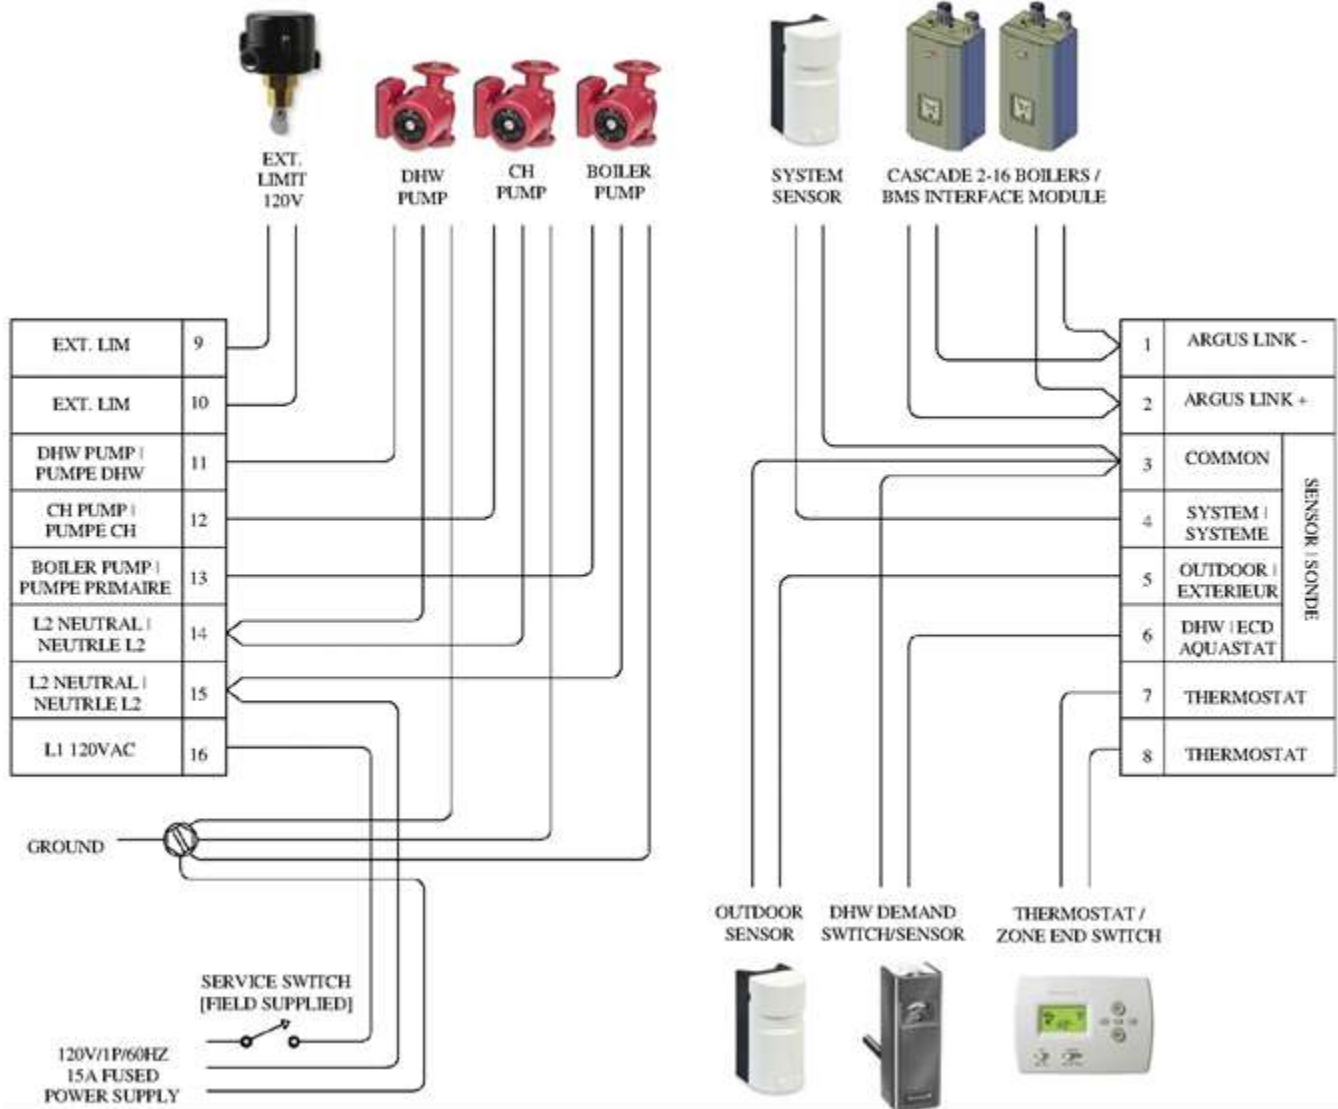 EXT.
LIMIT
120V
DHW
PUMP
CH
PUMP
BOILER
PUMP
SYSTEM
SENSOR
CASCADE 2-16 BOILERS /
BMS INTERFACE MODULE
EXT. LIM 9
EXT. LIM 10
DHW PUMP |
PUMPE DHW
11
CH PUMP |
PUMPE CH
12
BOILER PUMP |
PUMPE PRIMAIRE
13
L2 NEUTRAL |
NEUTRLE L2
14
L2 NEUTRAL |
NEUTRLE L2
15
L1 120VAC 16
1 ARGUS LINK -
2 ARGUS LINK +
3 COMMON
4
SYSTEM |
SYSTEME
5
OUTDOOR |
EXTERIEUR
6
DHW | ECD
AQUASTAT
SENSOR | SONDE
7 THERMOSTAT
8 THERMOSTAT
GROUND
SERVICE SWITCH
[FIELD SUPPLIED]
120V/1P/60HZ
15A FUSED
POWER SUPPLY
OUTDOOR
SENSOR
DHW DEMAND
SWITCH/SENSOR
THERMOSTAT /
ZONE END SWITCH